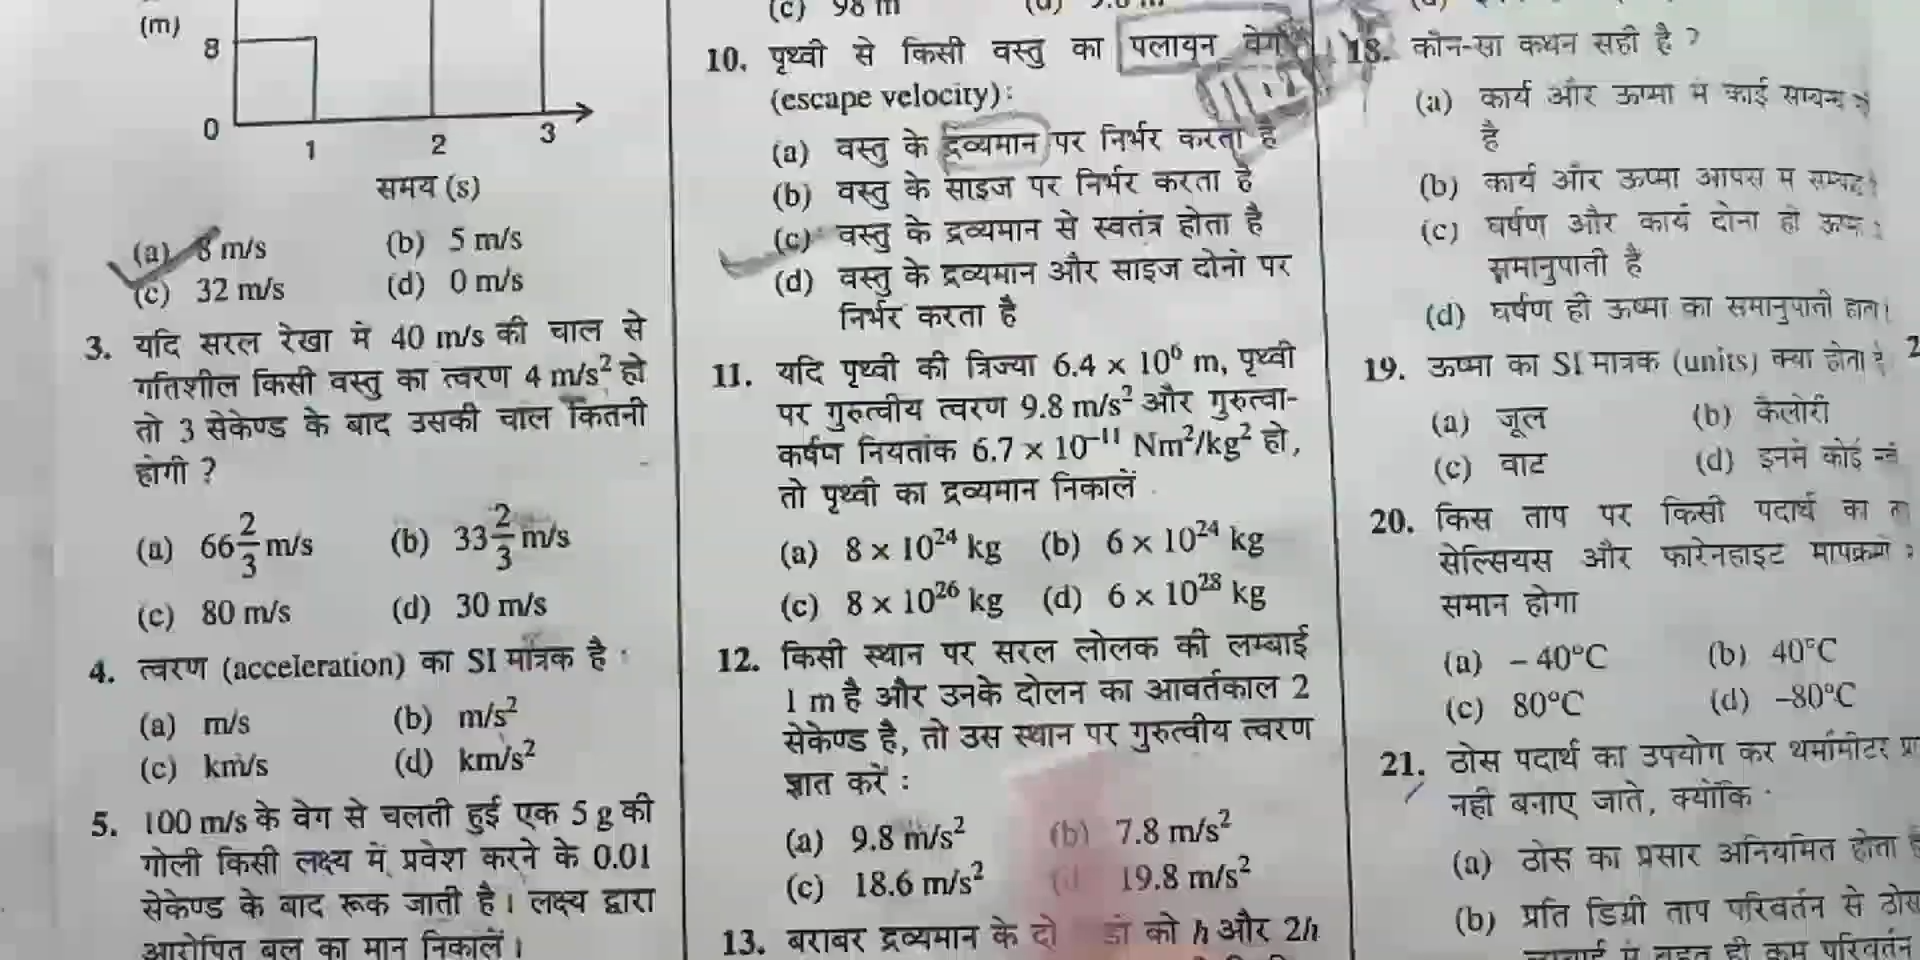 (m)
8
0
1 2 3
समय (s)
(a) 8 m/s (b) 5 m/s
(c) 32 m/s (d) 0 m/s
3. यदि सरल रेखा में 40 m/s की चाल से
गतिशील किसी वस्तु का त्वरण 4 m/s² हो
तो 3 सेकेण्ड के बाद उसकी चाल कितनी
होगी ?
(a) 66 2/3 m/s (b) 33 2/3 m/s
(c) 80 m/s (d) 30 m/s
4. त्वरण (acceleration) का SI मात्रक है :
(a) m/s (b) m/s²
(c) km/s (d) km/s²
5. 100 m/s के वेग से चलती हुई एक 5 g की
गोली किसी लक्ष्य में प्रवेश करने के 0.01
सेकेण्ड के बाद रूक जाती है। लक्ष्य द्वारा
आरोपित बल का मान निकालें।
(c) 98 m
10. पृथ्वी से किसी वस्तु का पलायन वेग
(escape velocity):
(a) वस्तु के द्रव्यमान पर निर्भर करता है
(b) वस्तु के साइज पर निर्भर करता है
(c) वस्तु के द्रव्यमान से स्वतंत्र होता है
(d) वस्तु के द्रव्यमान और साइज दोनों पर
निर्भर करता है
11. यदि पृथ्वी की त्रिज्या 6.4 × 10⁶ m, पृथ्वी
पर गुरुत्वीय त्वरण 9.8 m/s² और गुरुत्वा-
कर्षण नियतांक 6.7 × 10⁻¹¹ Nm²/kg² हो,
तो पृथ्वी का द्रव्यमान निकालें
(a) 8 × 10²⁴ kg (b) 6 × 10²⁴ kg
(c) 8 × 10²⁶ kg (d) 6 × 10²⁸ kg
12. किसी स्थान पर सरल लोलक की लम्बाई
1 m है और उनके दोलन का आवर्तकाल 2
सेकेण्ड है, तो उस स्थान पर गुरुत्वीय त्वरण
ज्ञात करें :
(a) 9.8 m/s² (b) 7.8 m/s²
(c) 18.6 m/s² (d) 19.8 m/s²
13. बराबर द्रव्यमान के दो को h और 2h
18. कौन-सा कथन सही है ?
(a) कार्य और ऊष्मा में कोई सम्बन्ध
है
(b) कार्य और ऊष्मा आपस में
(c) घर्षण और कार्य दोनों ही
समानुपाती हैं
(d) घर्षण ही ऊष्मा का समानुपाती होता
19. ऊष्मा का SI मात्रक (units) क्या होता है
(a) जूल (b) कैलोरी
(c) वाट (d) इनमें कोई
20. किस ताप पर किसी पदार्थ का
सेल्सियस और फारेनहाइट मापक्रमों
समान होगा
(a) – 40°C (b) 40°C
(c) 80°C (d) –80°C
21. ठोस पदार्थ का उपयोग कर थर्मामीटर
नहीं बनाए जाते, क्योंकि
(a) ठोस का प्रसार अनियमित होता
(b) प्रति डिग्री ताप परिवर्तन से ठोस
में बहुत ही कम परिवर्तन